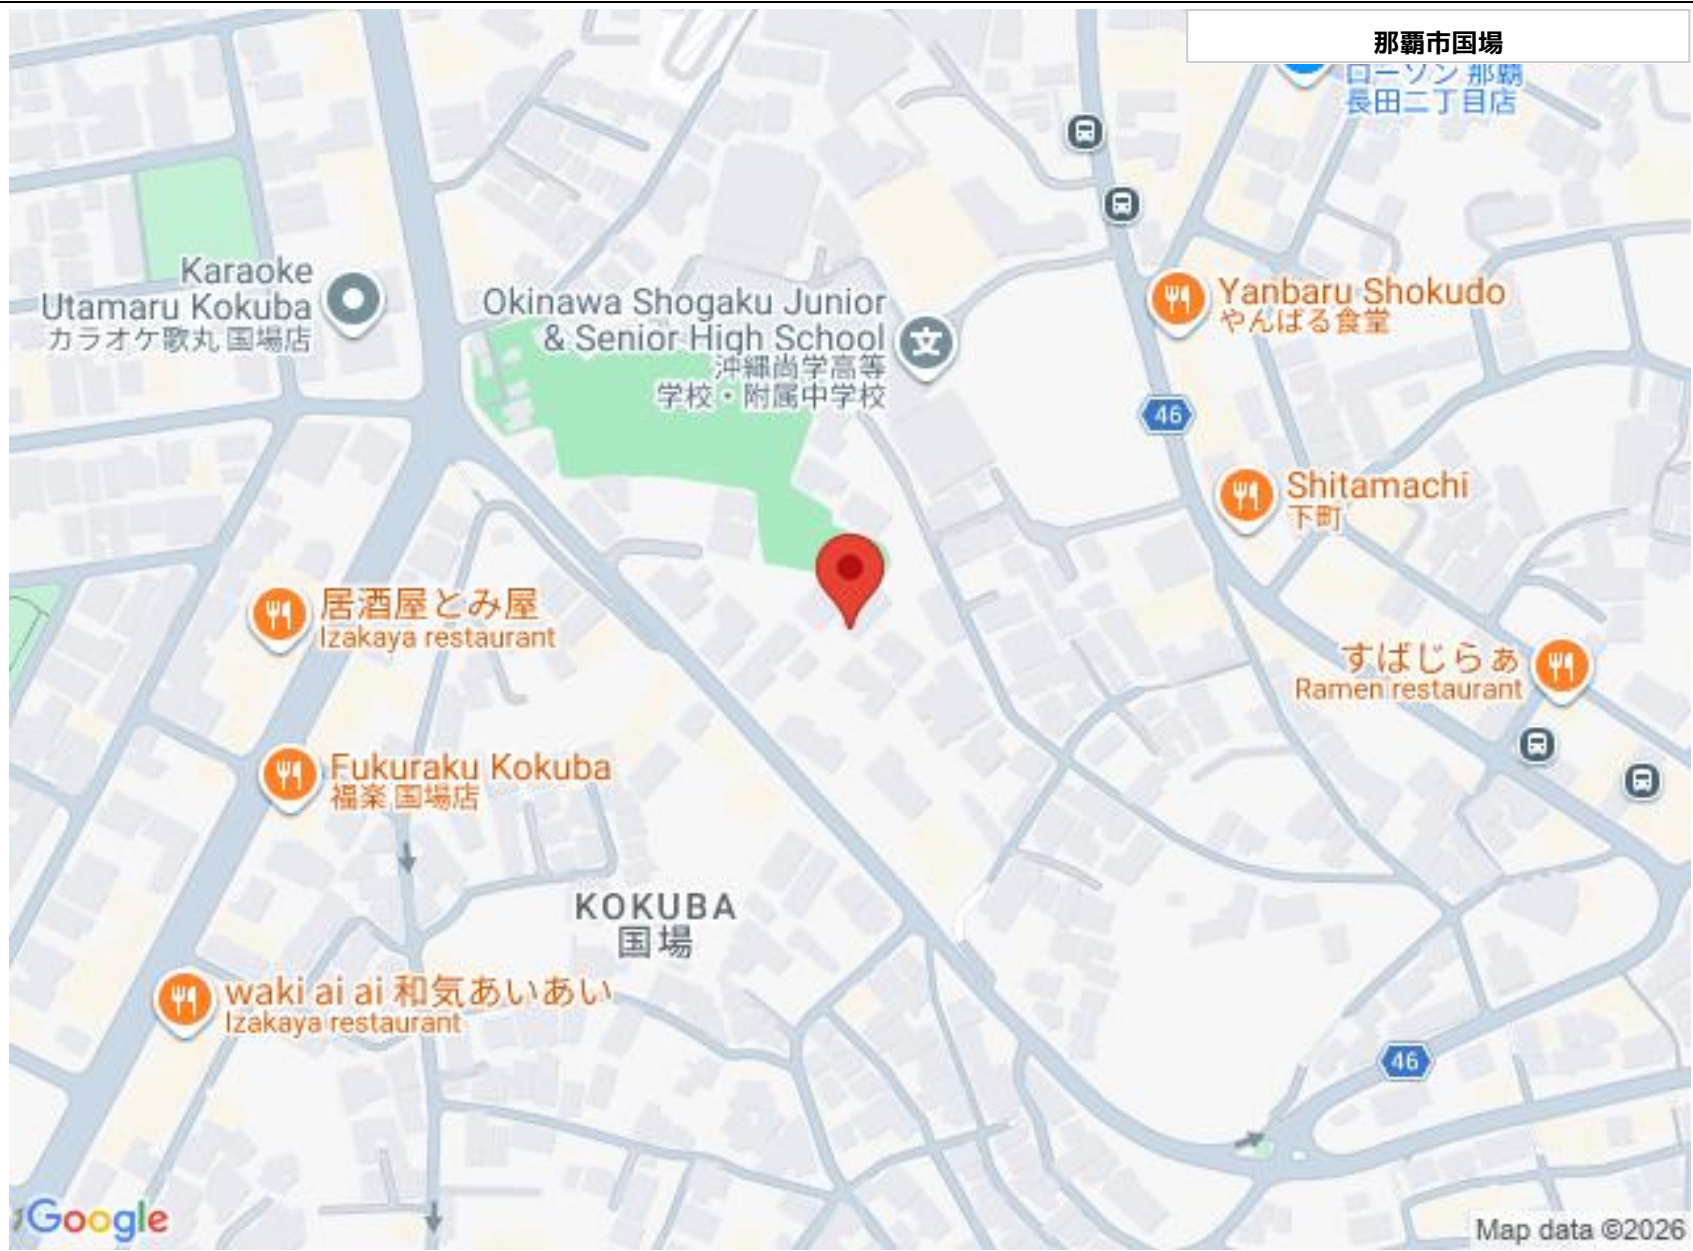 那覇市国場
ローソン 那覇
長田二丁目店
Karaoke
Utamaru Kokuba
カラオケ歌丸 国場店
Okinawa Shogaku Junior
& Senior High School
沖縄尚学高等
学校・附属中学校
文
Yanbaru Shokudo
やんばる食堂
46
Shitamachi
下町
居酒屋とみ屋
Izakaya restaurant
すばじらぁ
Ramen restaurant
Fukuraku Kokuba
福楽 国場店
KOKUBA
国場
waki ai ai 和気あいあい
Izakaya restaurant
46
Google
Map data ©2026